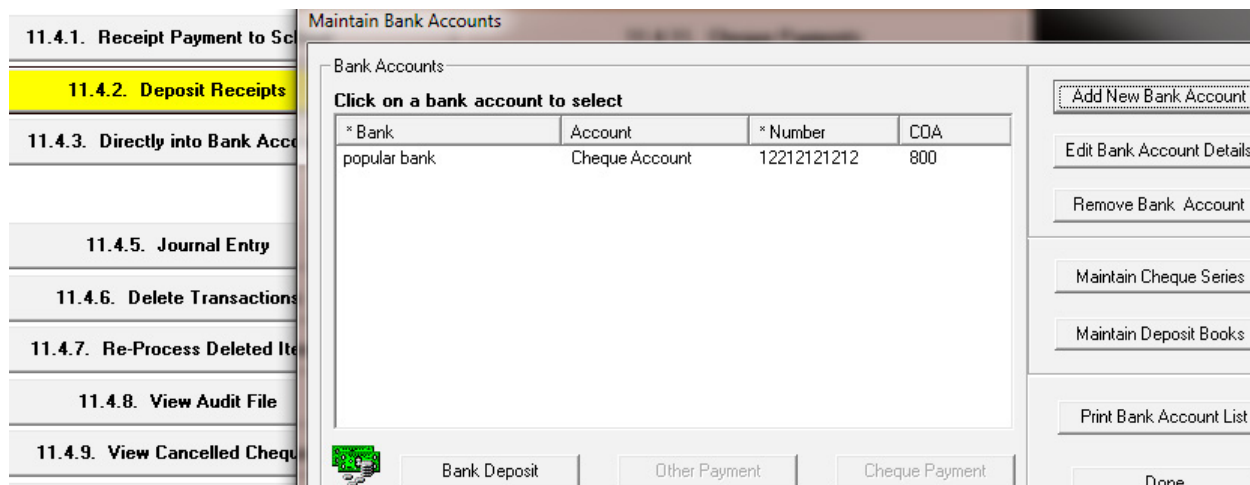 11.4.1. Receipt Payment to Sc
11.4.2. Deposit Receipts
11.4.3. Directly into Bank Acco
11.4.5. Journal Entry
11.4.6. Delete Transactions
11.4.7. Re-Process Deleted Ite
11.4.8. View Audit File
11.4.9. View Cancelled Chequ
Maintain Bank Accounts
Bank Accounts
Click on a bank account to select
* Bank Account * Number COA
popular bank Cheque Account 12212121212 800
Bank Deposit Other Payment Cheque Payment
Add New Bank Account
Edit Bank Account Details
Remove Bank Account
Maintain Cheque Series
Maintain Deposit Books
Print Bank Account List
Done